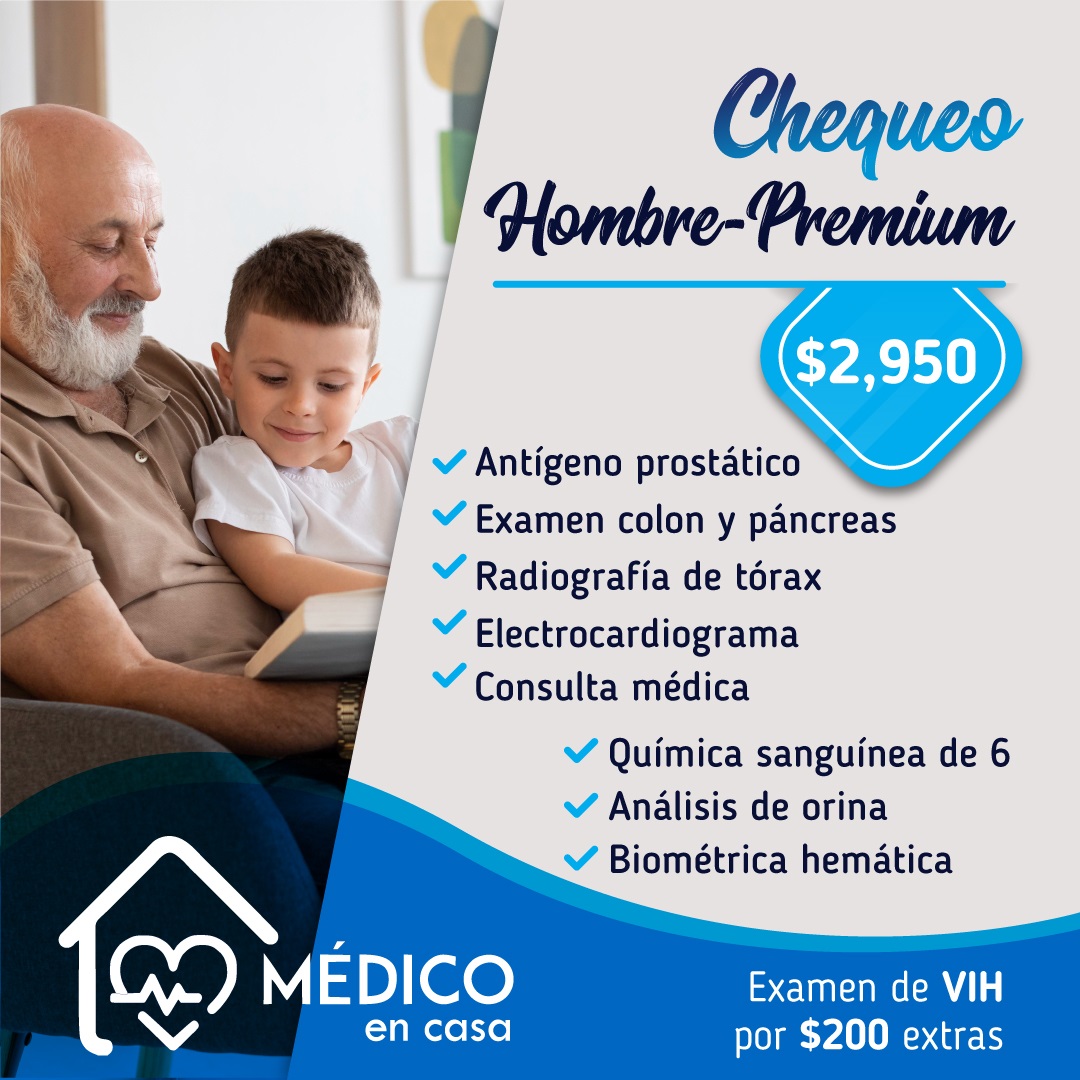 Chequeo
Hombre-Premium
$2,950
Antígeno prostático
Examen colon y páncreas
Radiografía de tórax
Electrocardiograma
Consulta médica
Química sanguínea de 6
Análisis de orina
Biométrica hemática
MÉDICO
en casa
Examen de VIH
por $200 extras